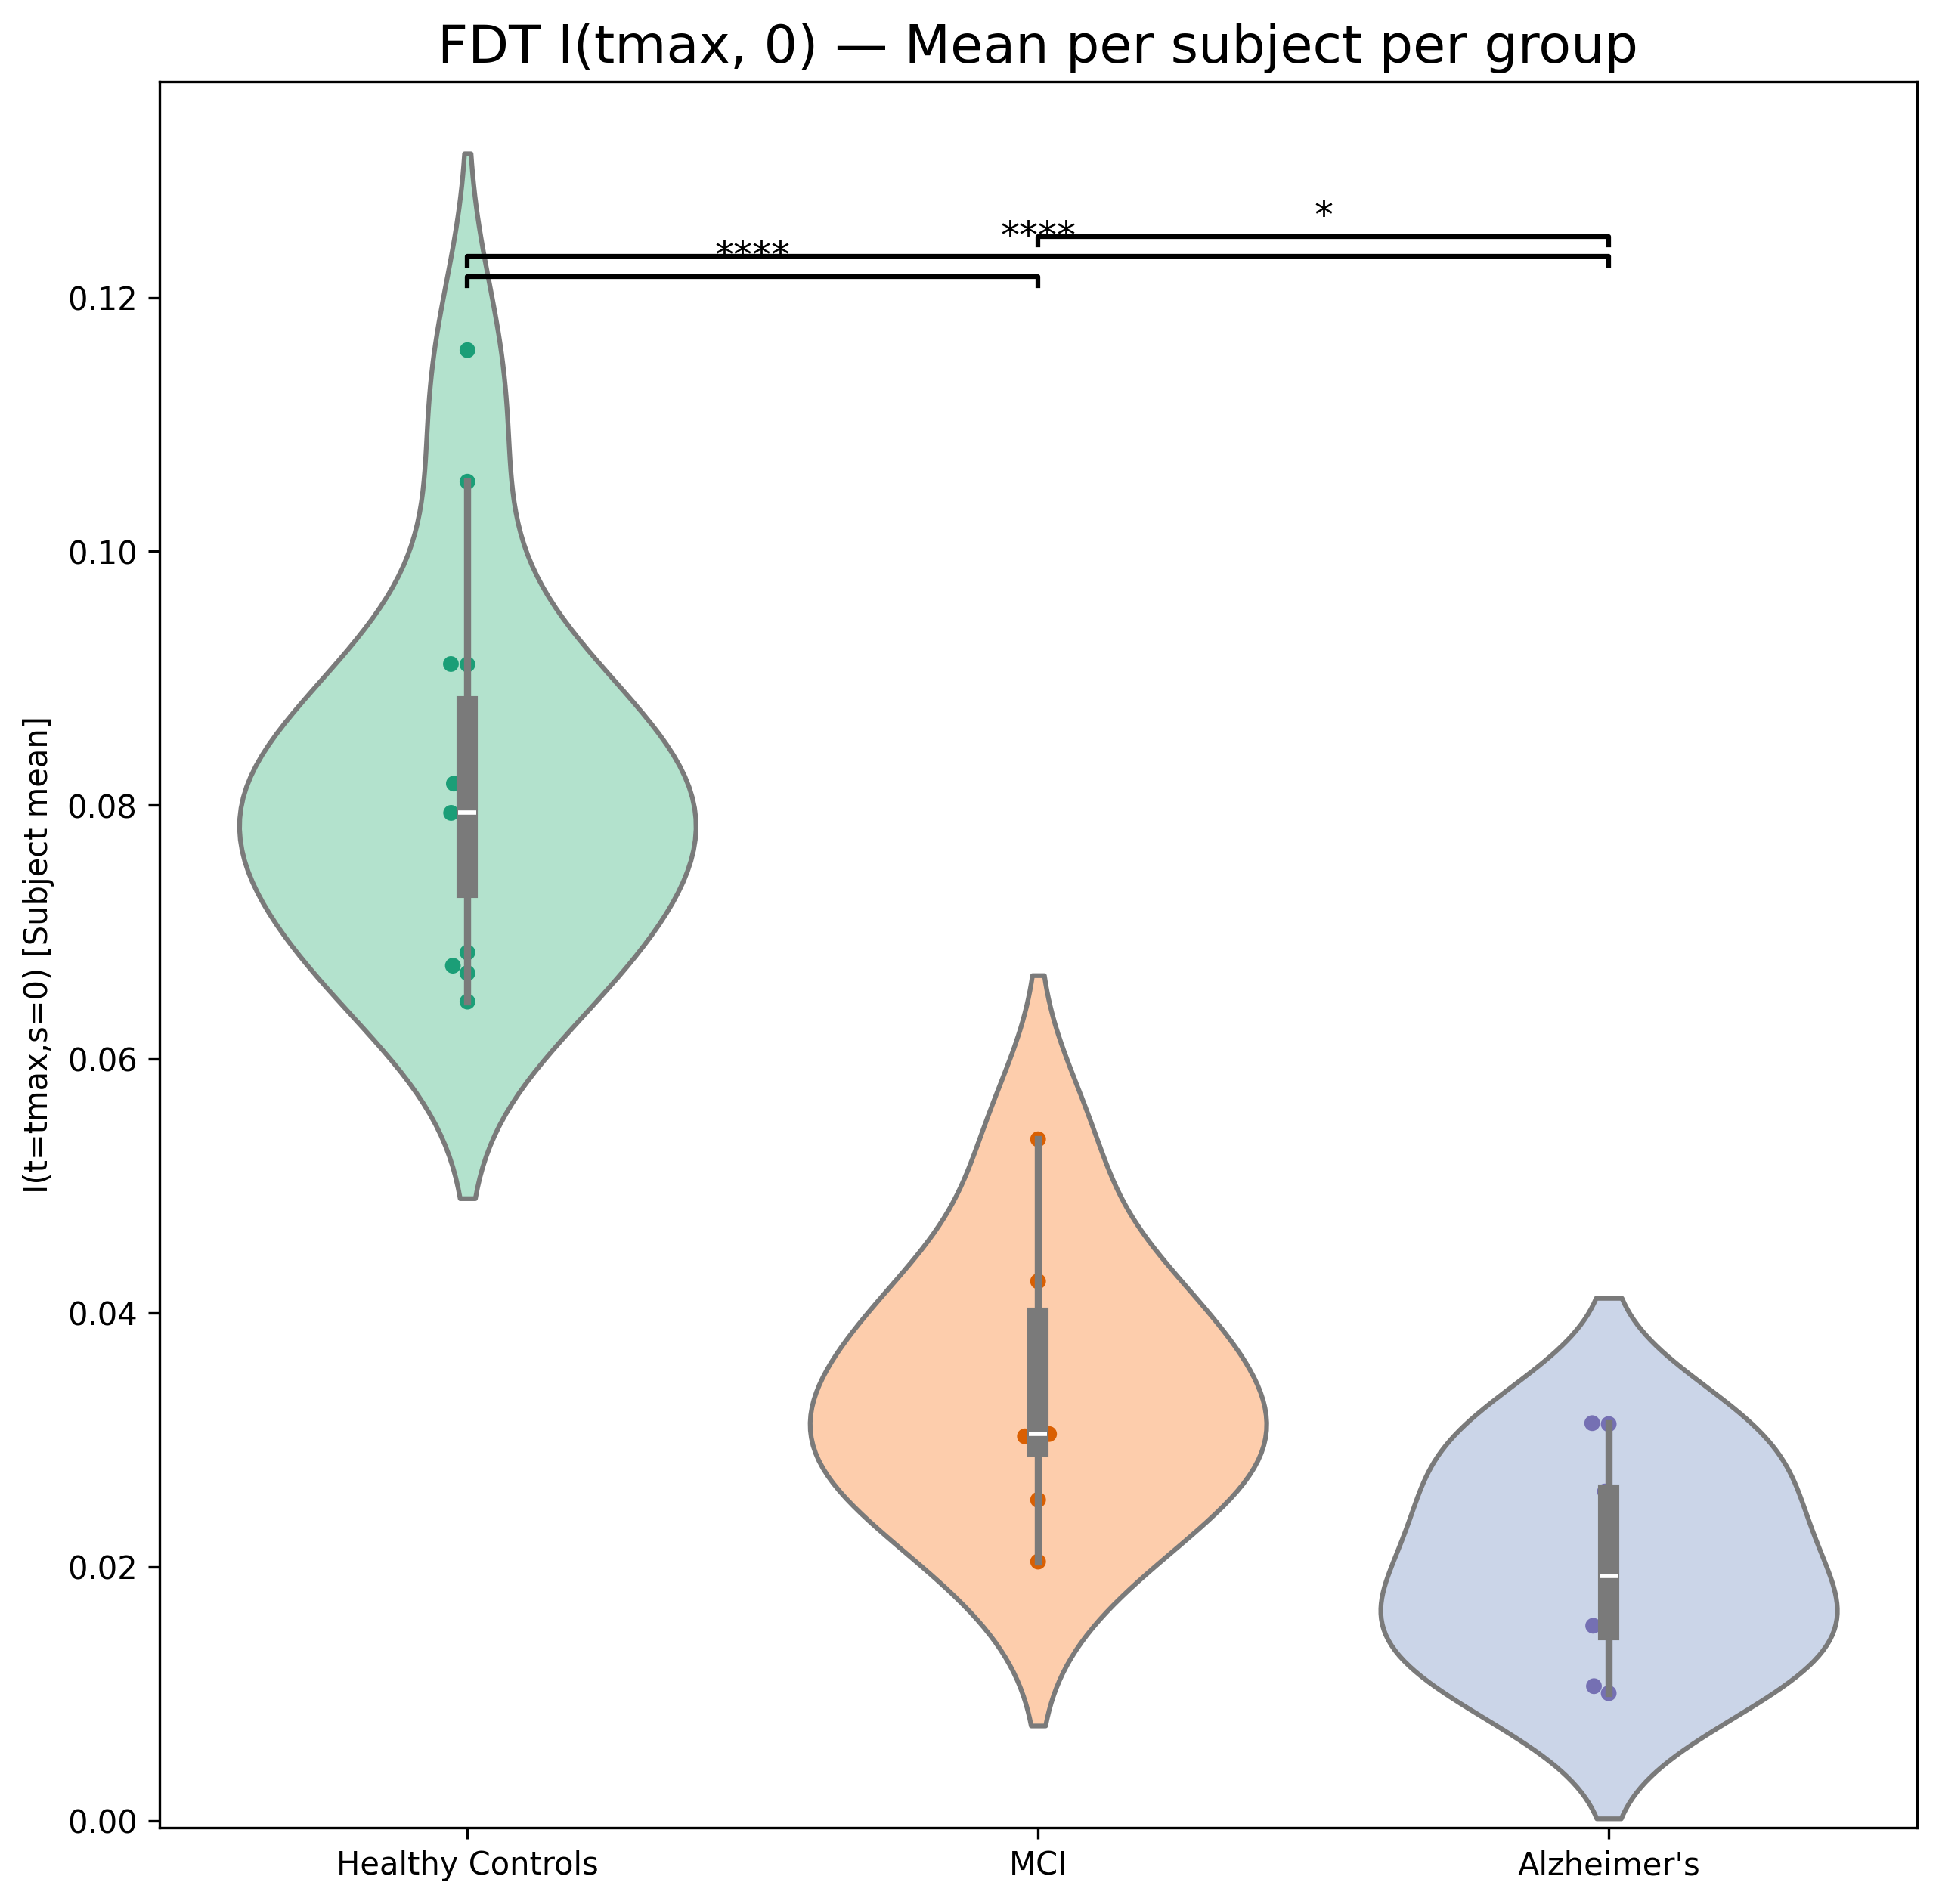 FDT I(tmax, 0) — Mean per subject per group
*
****
****
0.12
0.10
0.08
0.06
0.04
0.02
0.00
I(t=tmax,s=0) [Subject mean]
Healthy Controls
MCI
Alzheimer's